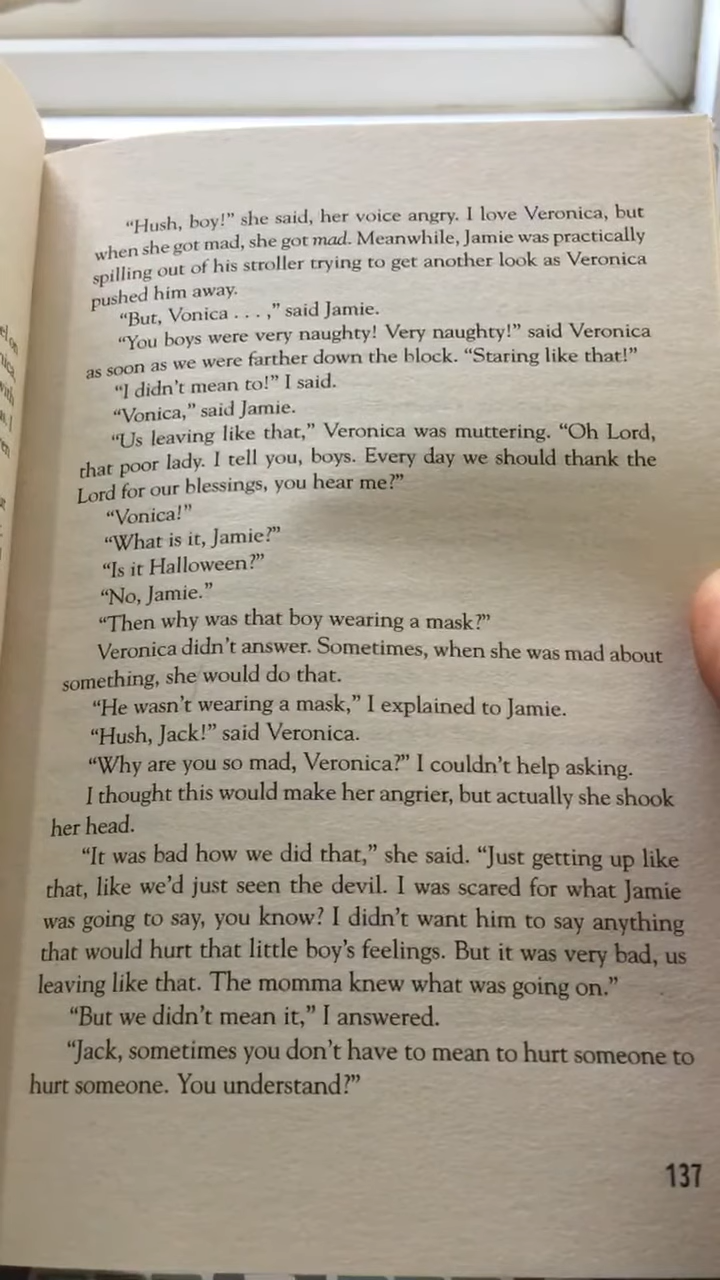 “Hush, boy!” she said, her voice angry. I love Veronica, but
when she got mad, she got mad. Meanwhile, Jamie was practically
spilling out of his stroller trying to get another look as Veronica
pushed him away.
“But, Vonica . . . ,” said Jamie.
“You boys were very naughty! Very naughty!” said Veronica
as soon as we were farther down the block. “Staring like that!”
“I didn’t mean to!” I said.
“Vonica,” said Jamie.
“Us leaving like that,” Veronica was muttering. “Oh Lord,
that poor lady. I tell you, boys. Every day we should thank the
Lord for our blessings, you hear me?”
“Vonica!”
“What is it, Jamie?”
“Is it Halloween?”
“No, Jamie.”
“Then why was that boy wearing a mask?”
Veronica didn’t answer. Sometimes, when she was mad about
something, she would do that.
“He wasn’t wearing a mask,” I explained to Jamie.
“Hush, Jack!” said Veronica.
“Why are you so mad, Veronica?” I couldn’t help asking.
I thought this would make her angrier, but actually she shook
her head.
“It was bad how we did that,” she said. “Just getting up like
that, like we’d just seen the devil. I was scared for what Jamie
was going to say, you know? I didn’t want him to say anything
that would hurt that little boy’s feelings. But it was very bad, us
leaving like that. The momma knew what was going on.”
“But we didn’t mean it,” I answered.
“Jack, sometimes you don’t have to mean to hurt someone to
hurt someone. You understand?”
137